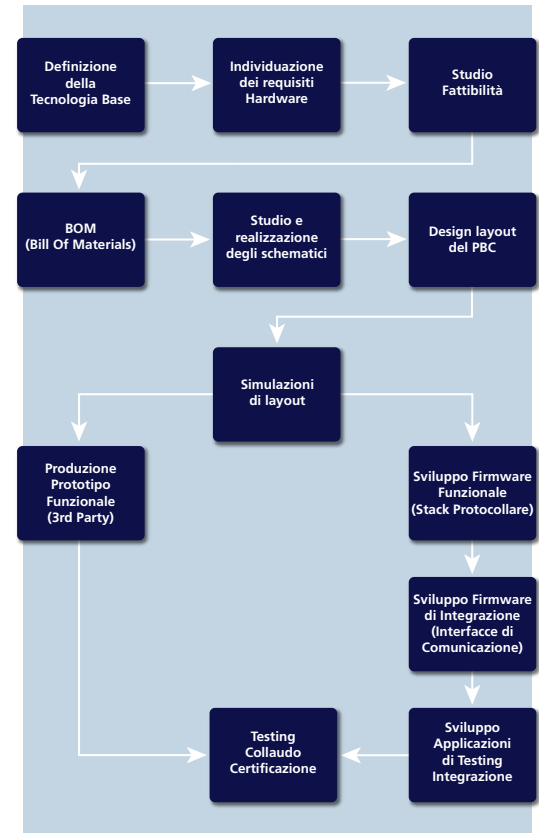 Definizione
della
Tecnologia Base
Individuazione
dei requisiti
Hardware
Studio
Fattibilità
BOM
(Bill Of Materials)
Studio e
realizzazione
degli schematici
Design layout
del PBC
Simulazioni
di layout
Produzione
Prototipo
Funzionale
(3rd Party)
Sviluppo Firmware
Funzionale
(Stack Protocollare)
Sviluppo Firmware
di Integrazione
(Interfacce di
Comunicazione)
Testing
Collaudo
Certificazione
Sviluppo
Applicazioni
di Testing
Integrazione